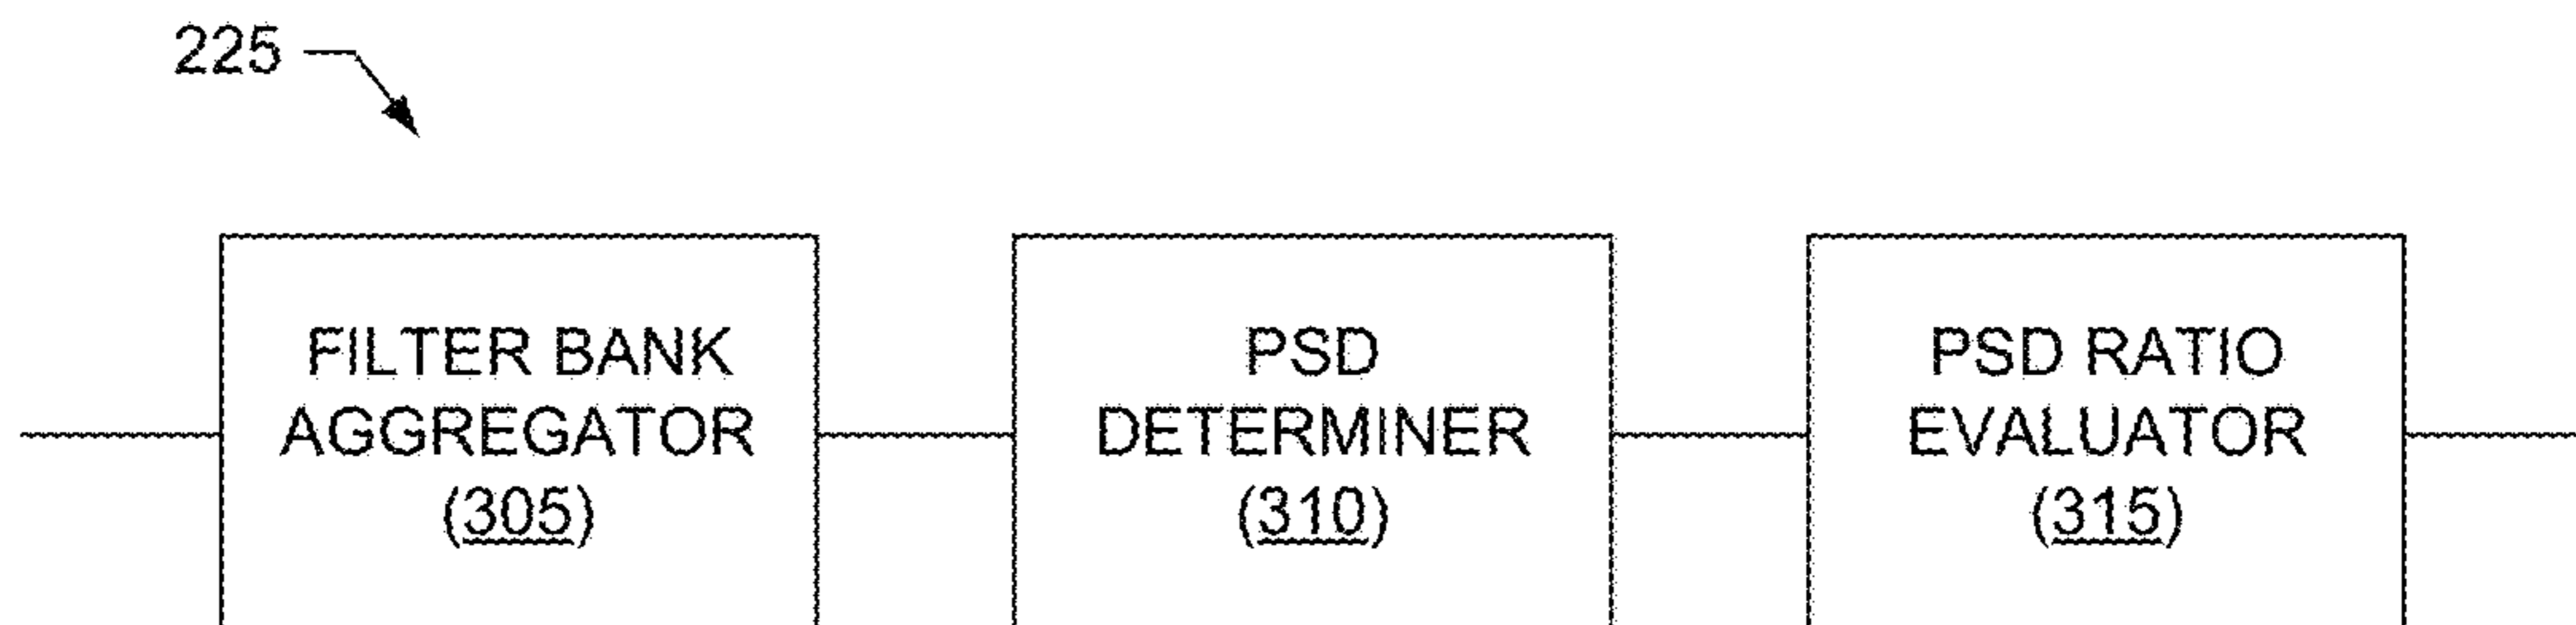 225
FILTER BANK
AGGREGATOR
(305)
PSD
DETERMINER
(310)
PSD RATIO
EVALUATOR
(315)